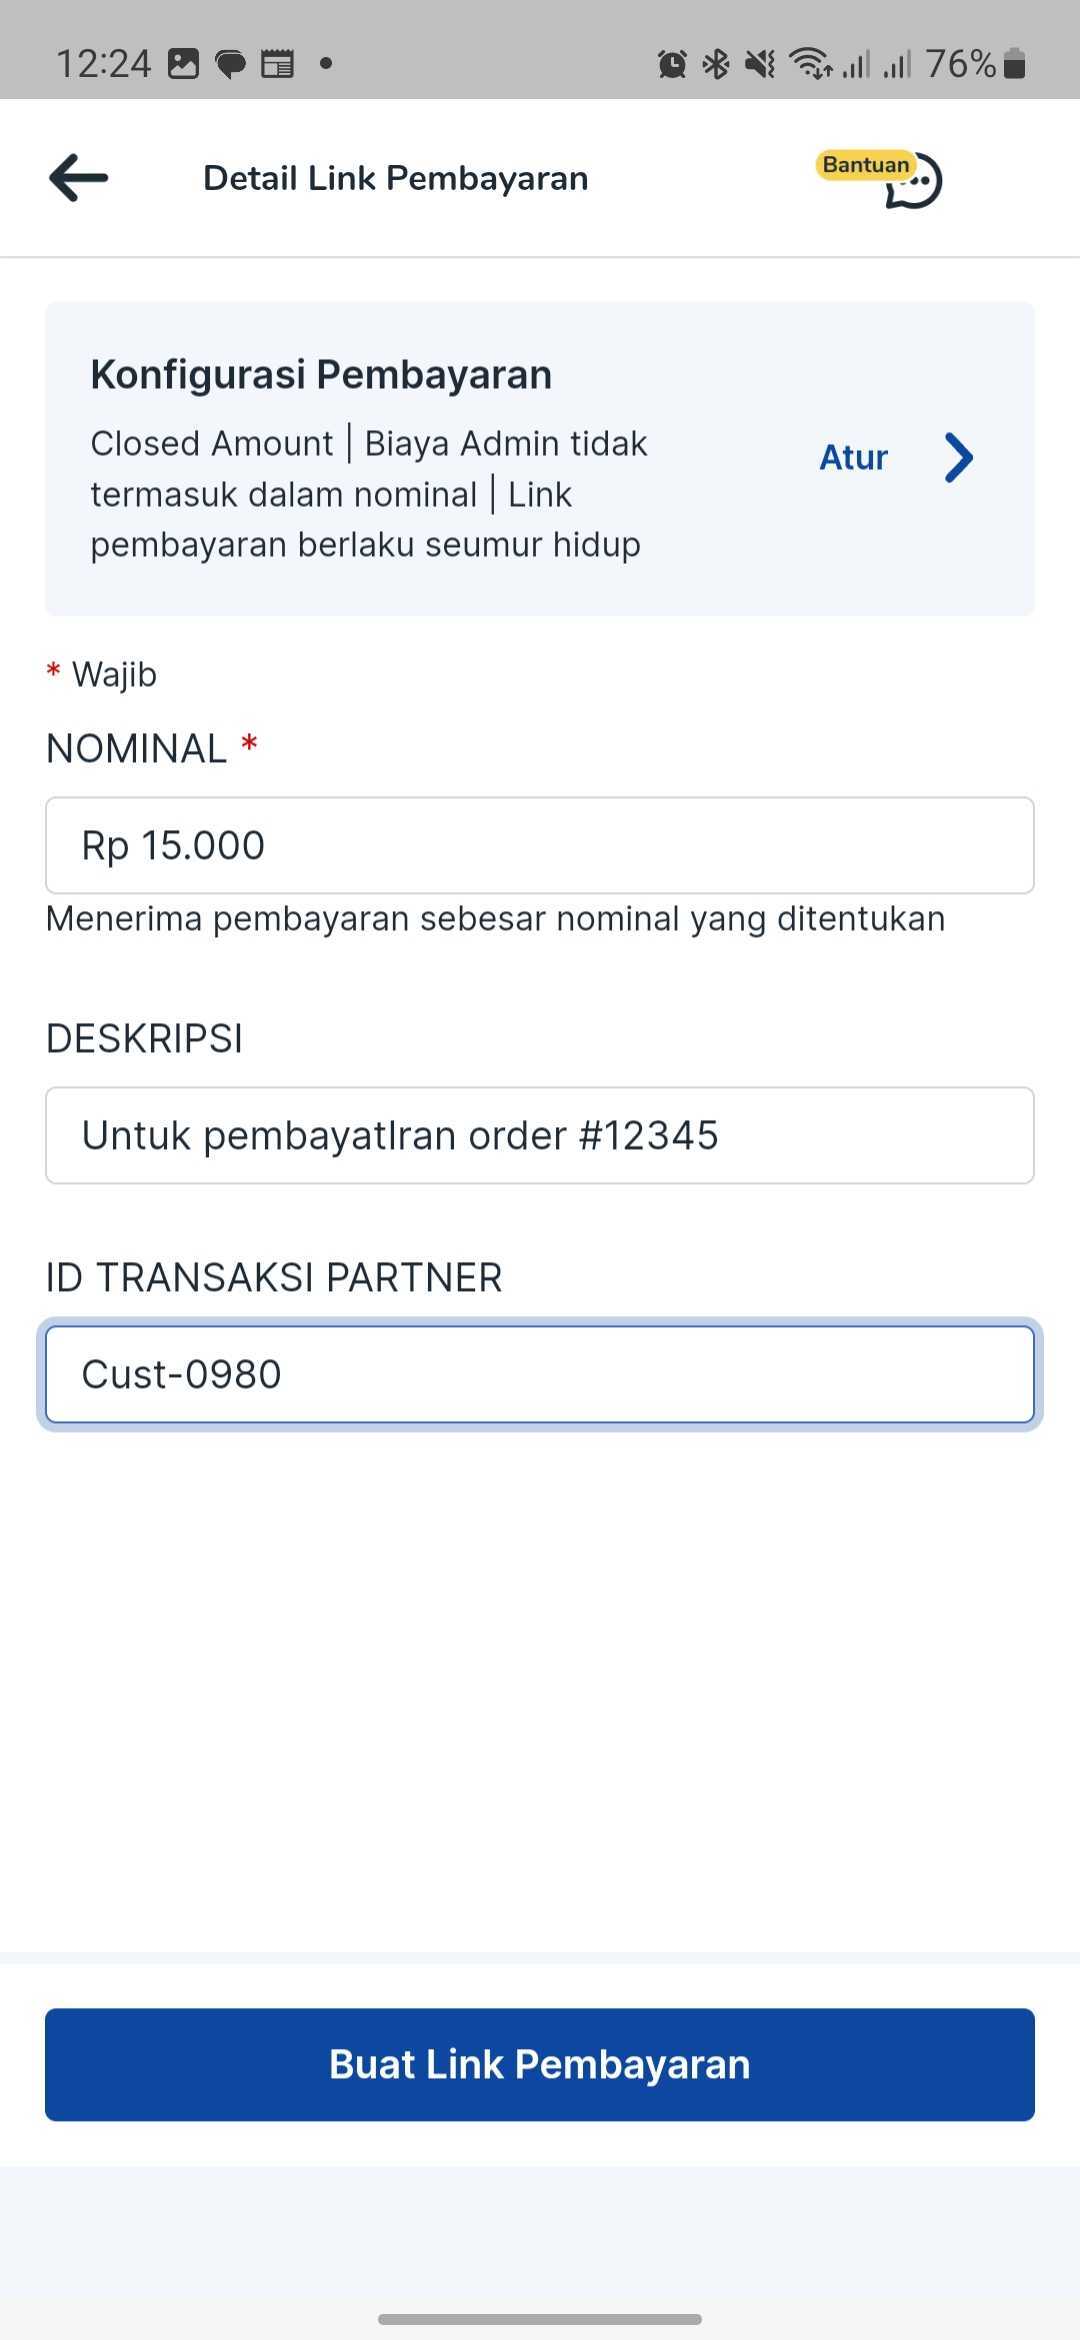 12:24
76%
Detail Link Pembayaran
Bantuan
Konfigurasi Pembayaran
Closed Amount | Biaya Admin tidak
termasuk dalam nominal | Link
pembayaran berlaku seumur hidup
Atur
* Wajib
NOMINAL *
Rp 15.000
Menerima pembayaran sebesar nominal yang ditentukan
DESKRIPSI
Untuk pembayatIran order #12345
ID TRANSAKSI PARTNER
Cust-0980
Buat Link Pembayaran